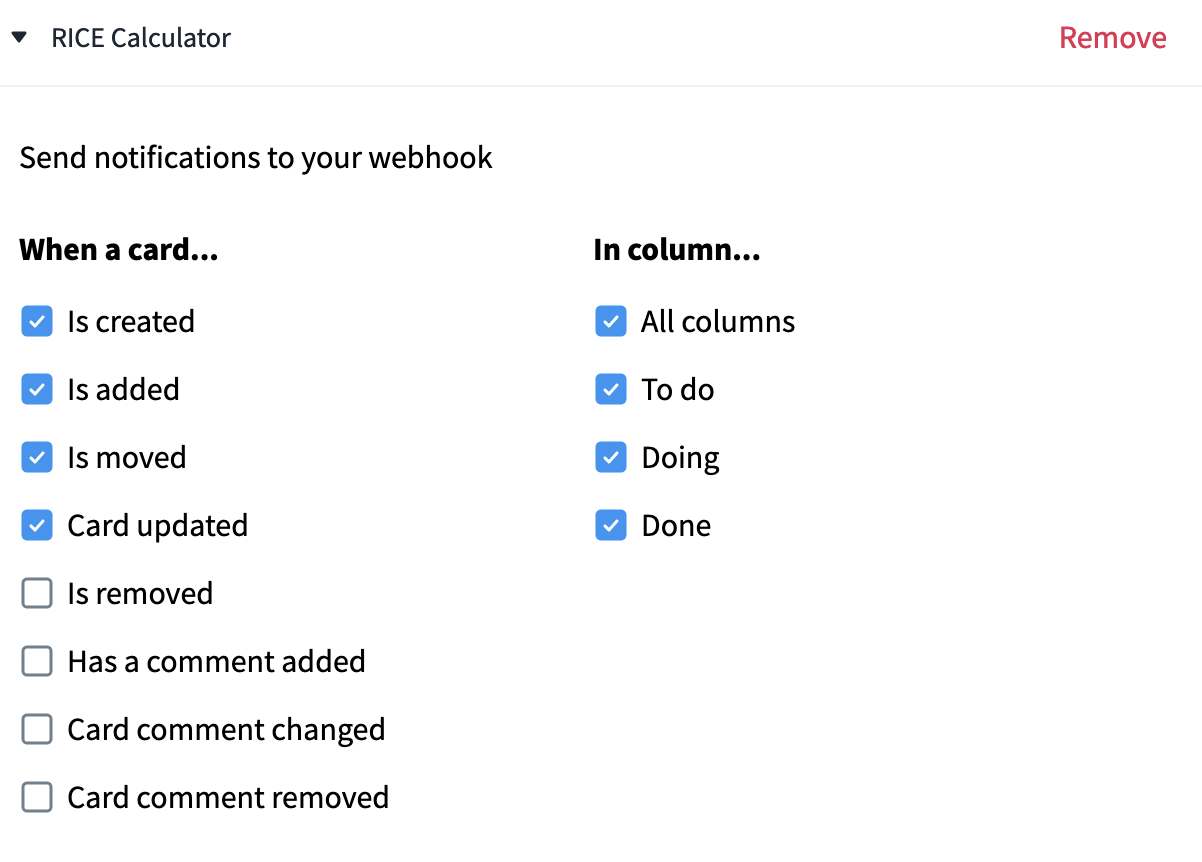 RICE Calculator
Remove
Send notifications to your webhook
When a card...
In column...
Is created
All columns
Is added
To do
Is moved
Doing
Card updated
Done
Is removed
Has a comment added
Card comment changed
Card comment removed